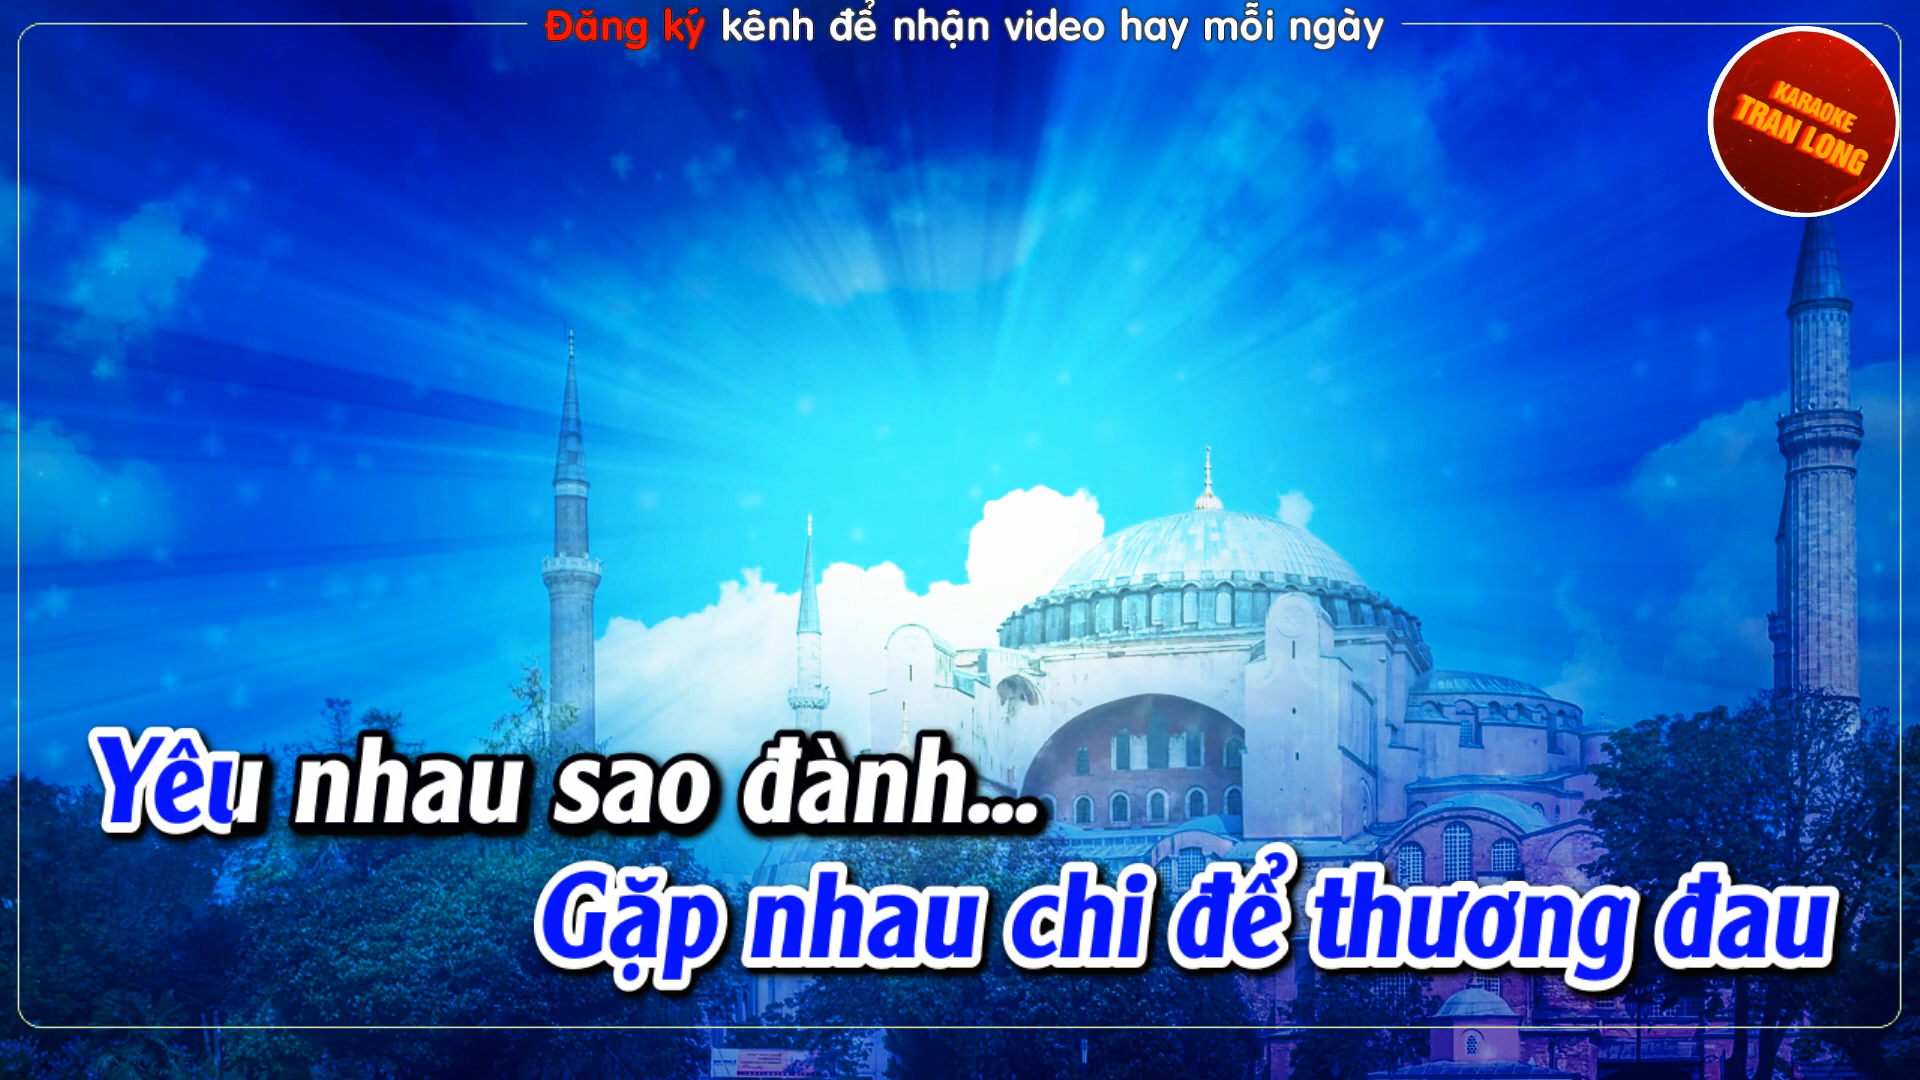 Đăng ký kênh để nhận video hay mỗi ngày
KARAOKE
TRAN LONG
Yêu nhau sao đành...
Gặp nhau chi để thương đau